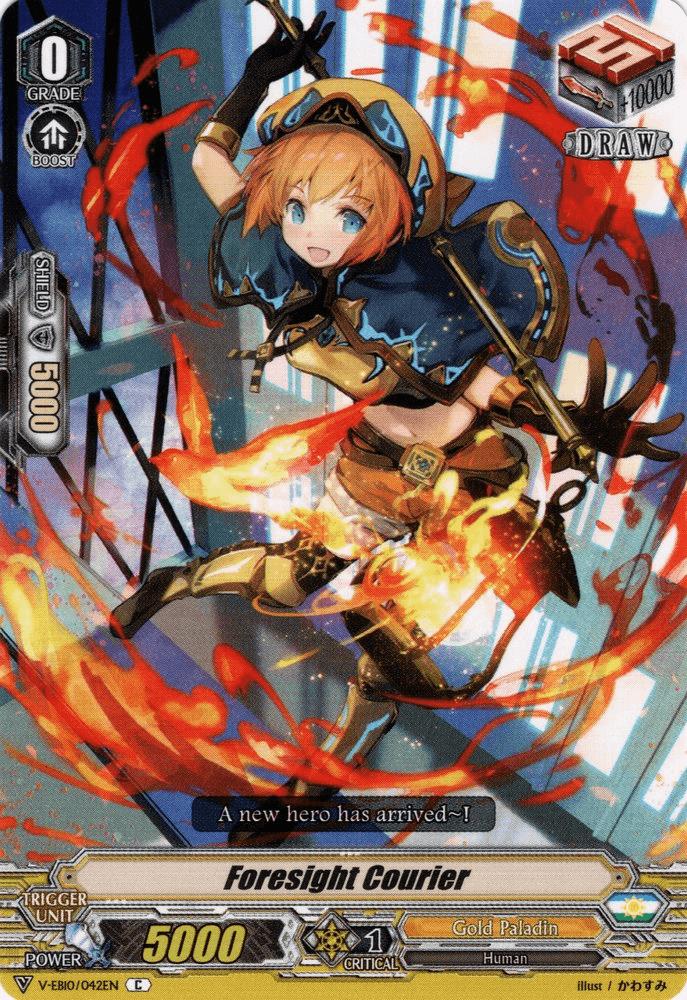 0
GRADE
BOOST
+10000
DRAW
SHIELD 5000
A new hero has arrived~!
Foresight Courier
TRIGGER
UNIT
POWER 5000
1
CRITICAL
Gold Paladin
Human
V-EB10/042EN C
illust / かわすみ